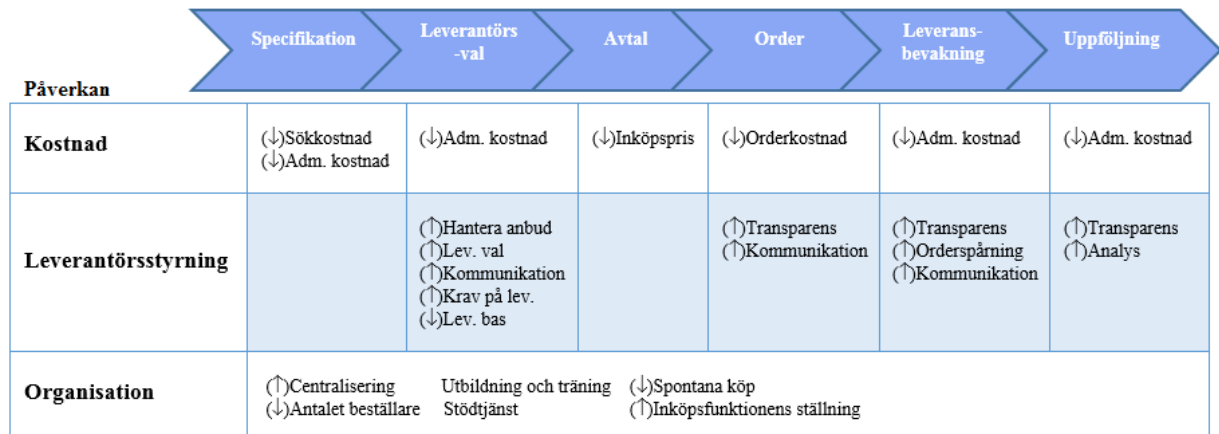 Specifikation
Leverantörs
-val
Avtal
Order
Leverans-
bevakning
Uppföljning
Påverkan
Kostnad
(↓)Sökkostnad
(↓)Adm. kostnad
(↓)Adm. kostnad
(↓)Inköpspris
(↓)Orderkostnad
(↓)Adm. kostnad
(↓)Adm. kostnad
Leverantörsstyrning
(↑)Hantera anbud
(↑)Lev. val
(↑)Kommunikation
(↑)Krav på lev.
(↓)Lev. bas
(↑)Transparens
(↑)Kommunikation
(↑)Transparens
(↑)Orderspårning
(↑)Kommunikation
(↑)Transparens
(↑)Analys
Organisation
(↑)Centralisering Utbildning och träning (↓)Spontana köp
(↓)Antalet beställare Stödtjänst (↑)Inköpsfunktionens ställning